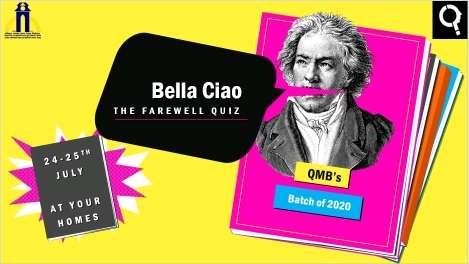 Bella Ciao
THE FAREWELL QUIZ
24-25TH
JULY
AT YOUR
HOMES
QMB's
Batch of 2020